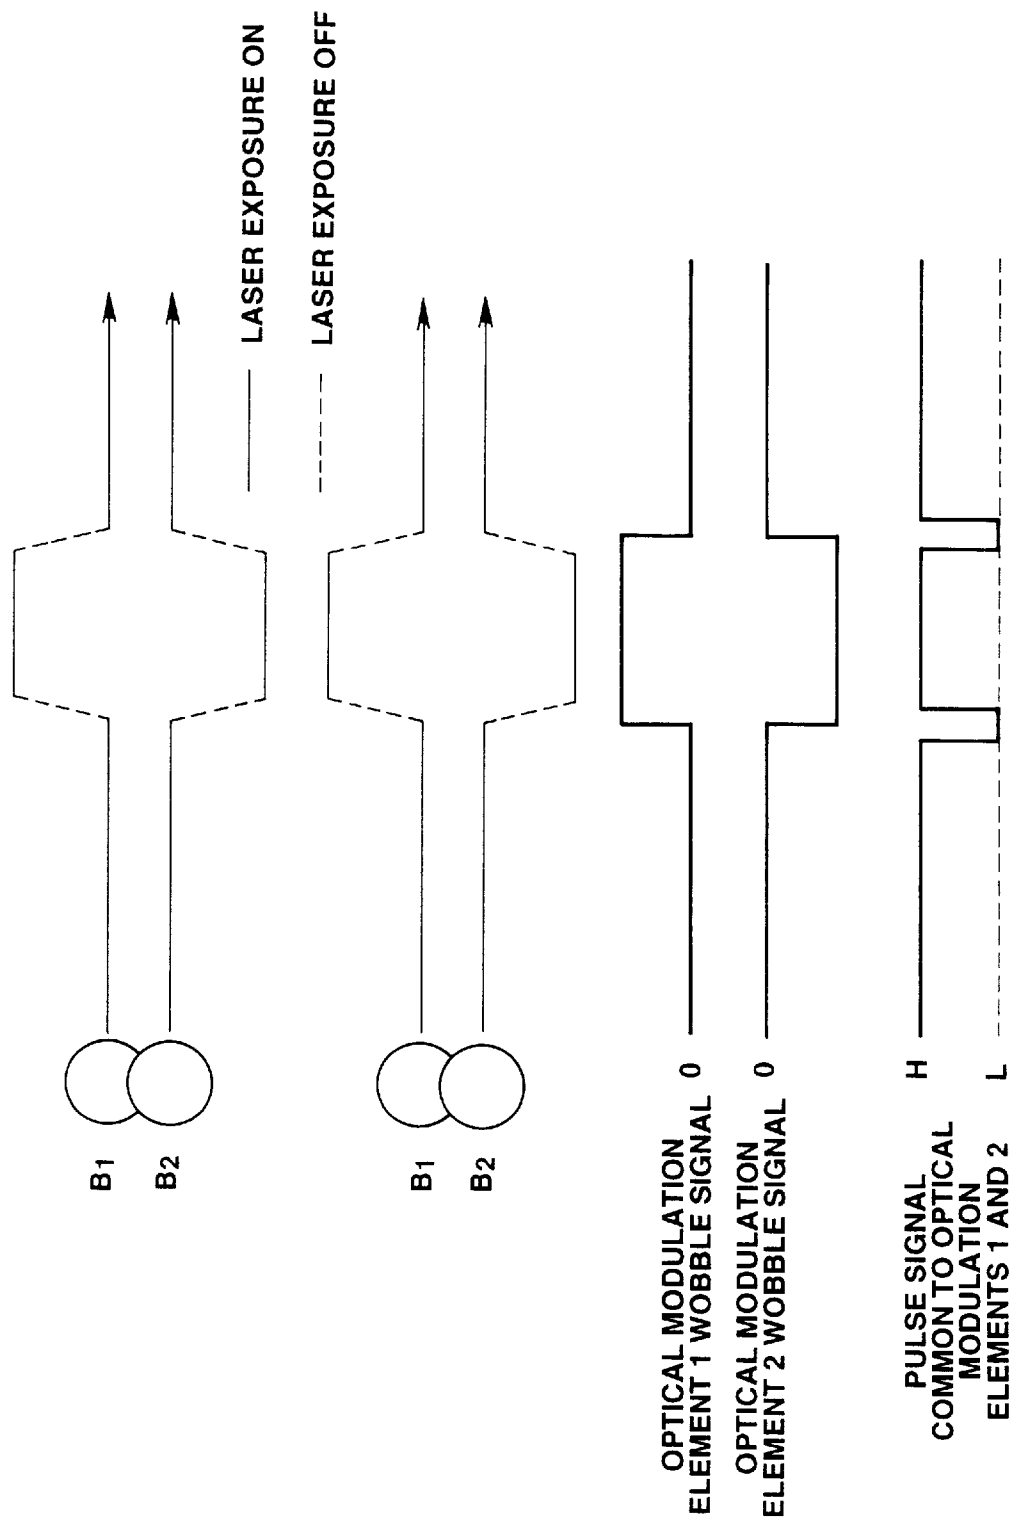 B1
B2
LASER EXPOSURE ON
LASER EXPOSURE OFF
B1
B2
OPTICAL MODULATION
ELEMENT 1 WOBBLE SIGNAL
0
OPTICAL MODULATION
ELEMENT 2 WOBBLE SIGNAL
0
PULSE SIGNAL
COMMON TO OPTICAL
MODULATION
ELEMENTS 1 AND 2
H
L